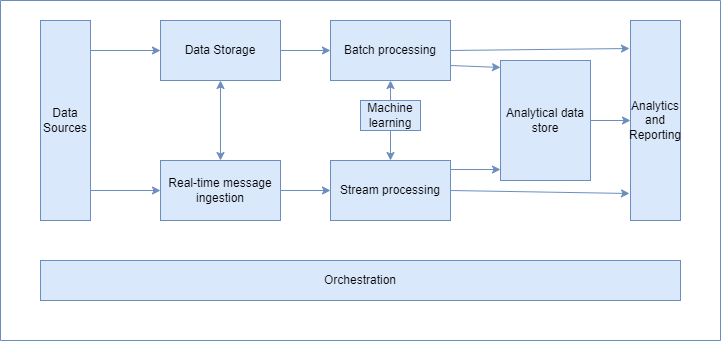 Data
Sources
Data Storage
Batch processing
Machine
learning
Real-time message
ingestion
Stream processing
Analytical data
store
Analytics
and
Reporting
Orchestration